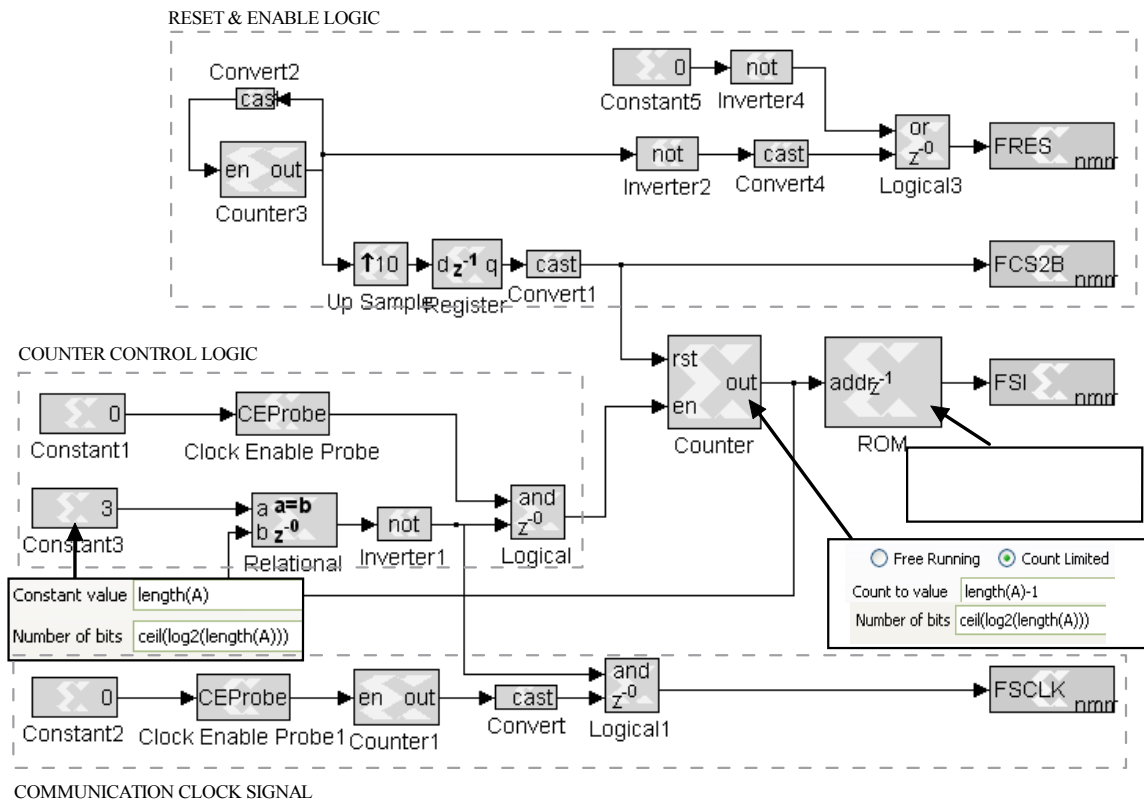 RESET & ENABLE LOGIC
Convert2
cast
en out
Counter3
0
Constant5
not
Inverter4
not
Inverter2
cast
Convert4
or
z-0
Logical3
FRES
nmr
↑10
Up Sample
d z-1 q
Register
cast
Convert1
FCS2B
nmr
COUNTER CONTROL LOGIC
0
Constant1
CEProbe
Clock Enable Probe
3
Constant3
a a=b
b z-0
Relational
not
Inverter1
and
z-0
Logical
rst
out
en
Counter
addr z-1
ROM
FSI
nmr
Constant value length(A)
Number of bits ceil(log2(length(A)))
Free Running Count Limited
Count to value length(A)-1
Number of bits ceil(log2(length(A)))
0
Constant2
CEProbe
Clock Enable Probe1
en out
Counter1
cast
Convert
and
z-0
Logical1
FSCLK
nmr
COMMUNICATION CLOCK SIGNAL